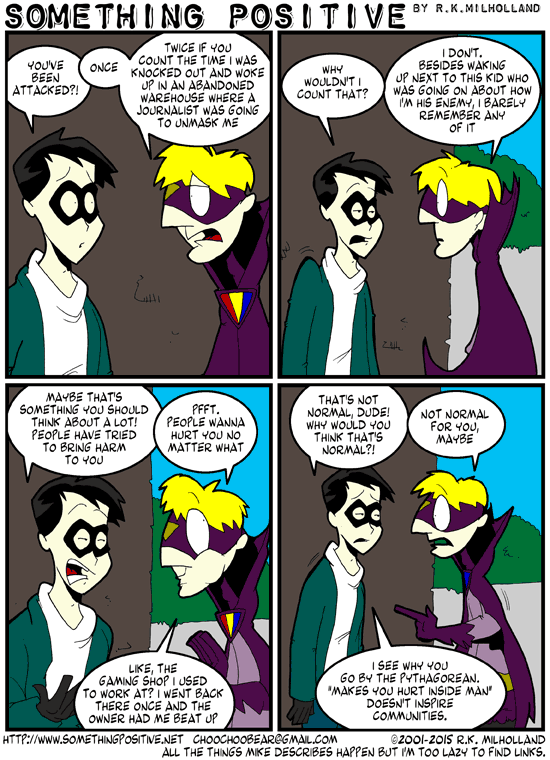 SOMETHING POSITIVE BY R.K.MILHOLLAND
YOU'VE
BEEN
ATTACKED?!
ONCE
TWICE IF YOU
COUNT THE TIME I WAS
KNOCKED OUT AND WOKE
UP IN AN ABANDONED
WAREHOUSE WHERE A
JOURNALIST WAS GOING
TO UNMASK ME
WHY
WOULDN'T I
COUNT THAT?
I DON'T.
BESIDES WAKING
UP NEXT TO THIS KID WHO
WAS GOING ON ABOUT HOW
I'M HIS ENEMY, I BARELY
REMEMBER ANY
OF IT
MAYBE THAT'S
SOMETHING YOU SHOULD
THINK ABOUT A LOT!
PEOPLE HAVE TRIED
TO BRING HARM
TO YOU
PFFT.
PEOPLE WANNA
HURT YOU NO
MATTER WHAT
LIKE, THE
GAMING SHOP I USED
TO WORK AT? I WENT BACK
THERE ONCE AND THE
OWNER HAD ME BEAT UP
THAT'S NOT
NORMAL, DUDE!
WHY WOULD YOU
THINK THAT'S
NORMAL?!
NOT NORMAL
FOR YOU,
MAYBE
I SEE WHY YOU
GO BY THE PYTHAGOREAN.
"MAKES YOU HURT INSIDE MAN"
DOESN'T INSPIRE
COMMUNITIES.
HTTP://WWW.SOMETHINGPOSITIVE.NET CHOOCHOOBEAR@GMAIL.COM ©2001-2015 R.K. MILHOLLAND
ALL THE THINGS MIKE DESCRIBES HAPPEN BUT I'M TOO LAZY TO FIND LINKS.